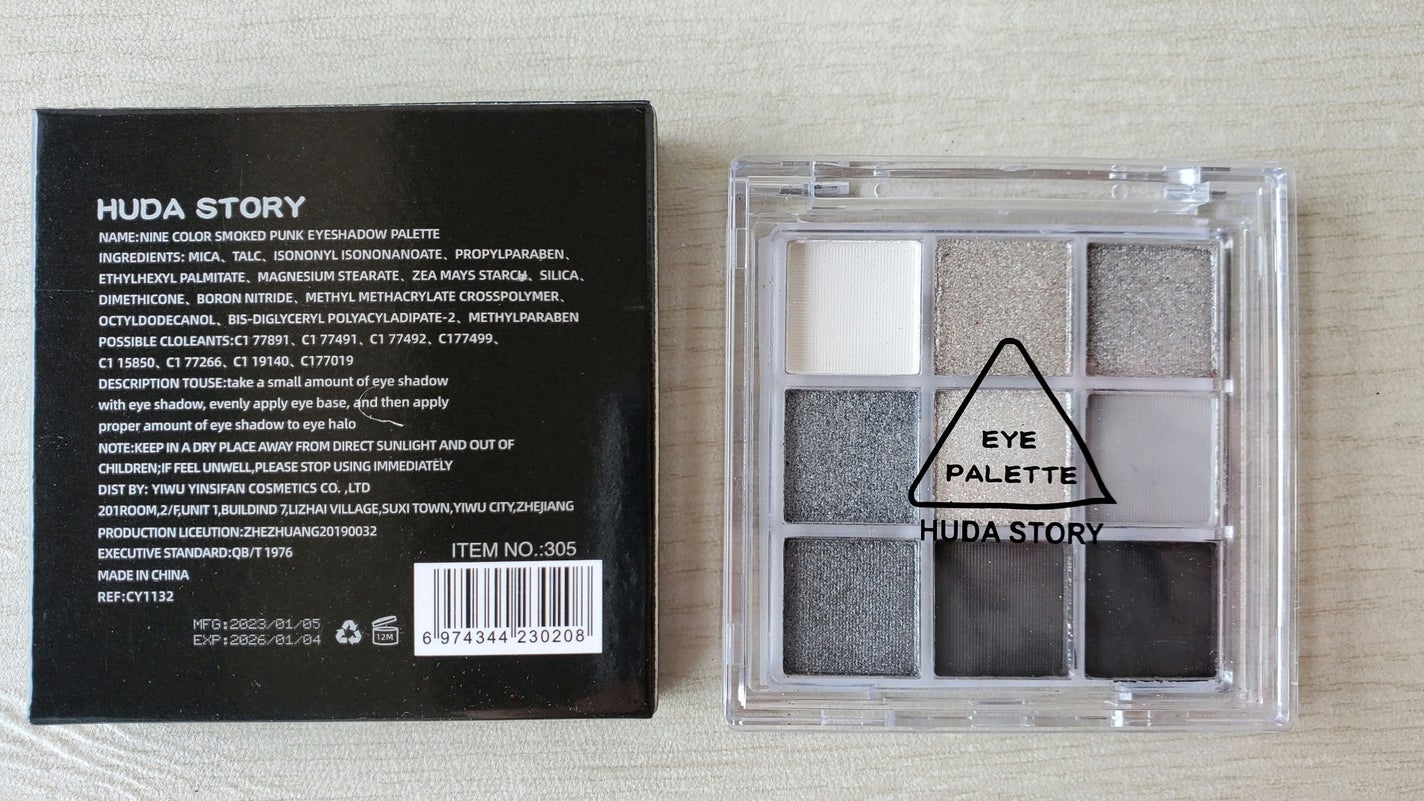 HUDA STORY
NAME:NINE COLOR SMOKED PUNK EYESHADOW PALETTE
INGREDIENTS: MICA、TALC、ISONONYL ISONONANOATE、PROPYLPARABEN、
ETHYLHEXYL PALMITATE、MAGNESIUM STEARATE、ZEA MAYS STARCH、SILICA、
DIMETHICONE、BORON NITRIDE、METHYL METHACRYLATE CROSSPOLYMER、
OCTYLDODECANOL、BIS-DIGLYCERYL POLYACYLADIPATE-2、METHYLPARABEN
POSSIBLE CLOLEANTS:C1 77891、C1 77491、C1 77492、C177499、
C1 15850、C1 77266、C1 19140、C177019
DESCRIPTION TOUSE:take a small amount of eye shadow
with eye shadow, evenly apply eye base, and then apply
proper amount of eye shadow to eye halo
NOTE:KEEP IN A DRY PLACE AWAY FROM DIRECT SUNLIGHT AND OUT OF
CHILDREN;IF FEEL UNWELL,PLEASE STOP USING IMMEDIATELY
DIST BY: YIWU YINSIFAN COSMETICS CO. ,LTD
201ROOM,2/F,UNIT 1,BUILDIND 7,LIZHAI VILLAGE,SUXI TOWN,YIWU CITY,ZHEJIANG
PRODUCTION LICEUTION:ZHEZHUANG20190032
EXECUTIVE STANDARD:QB/T 1976
MADE IN CHINA
REF:CY1132
ITEM NO.:305
MFG:2023/01/05
EXP:2026/01/04
12M
6 974344 230208
EYE
PALETTE
HUDA STORY